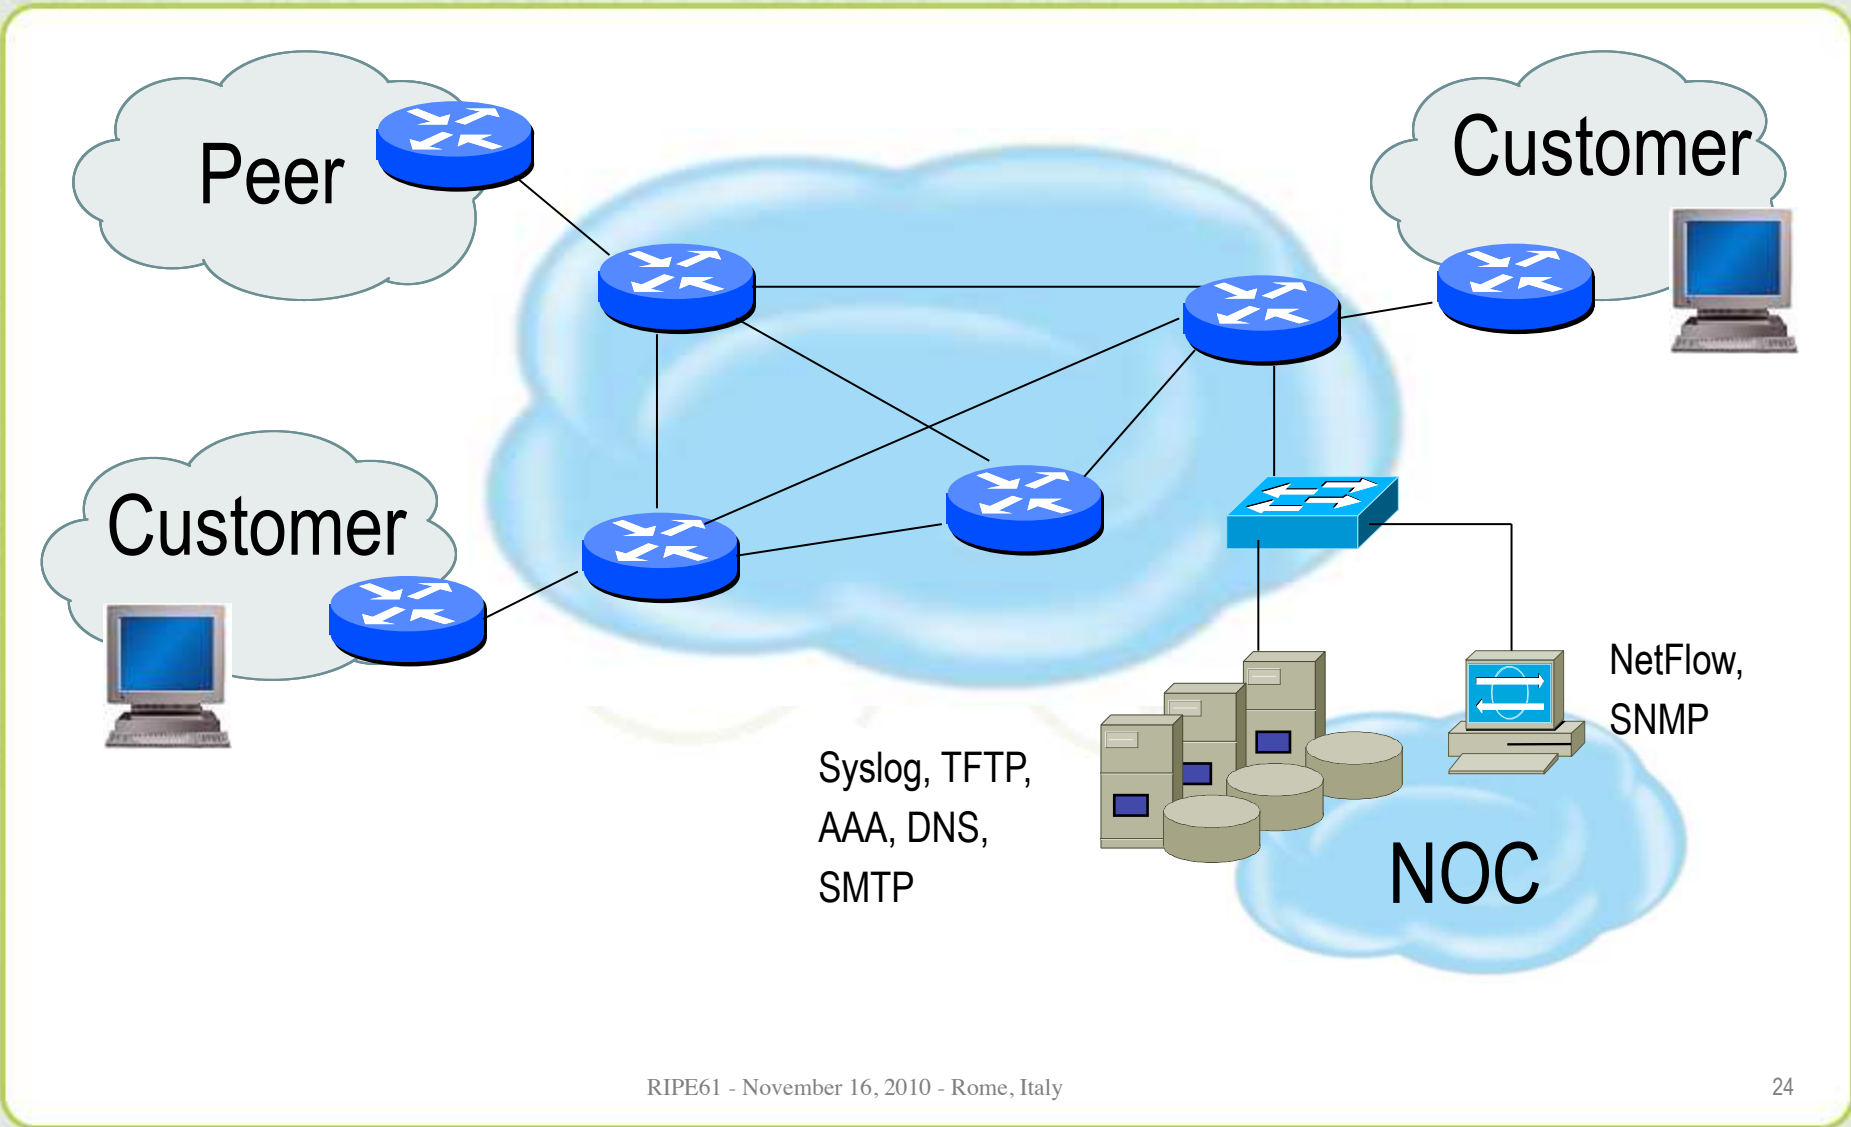 Peer
Customer
Customer
NetFlow,
SNMP
Syslog, TFTP,
AAA, DNS,
SMTP
NOC
RIPE61 - November 16, 2010 - Rome, Italy
24